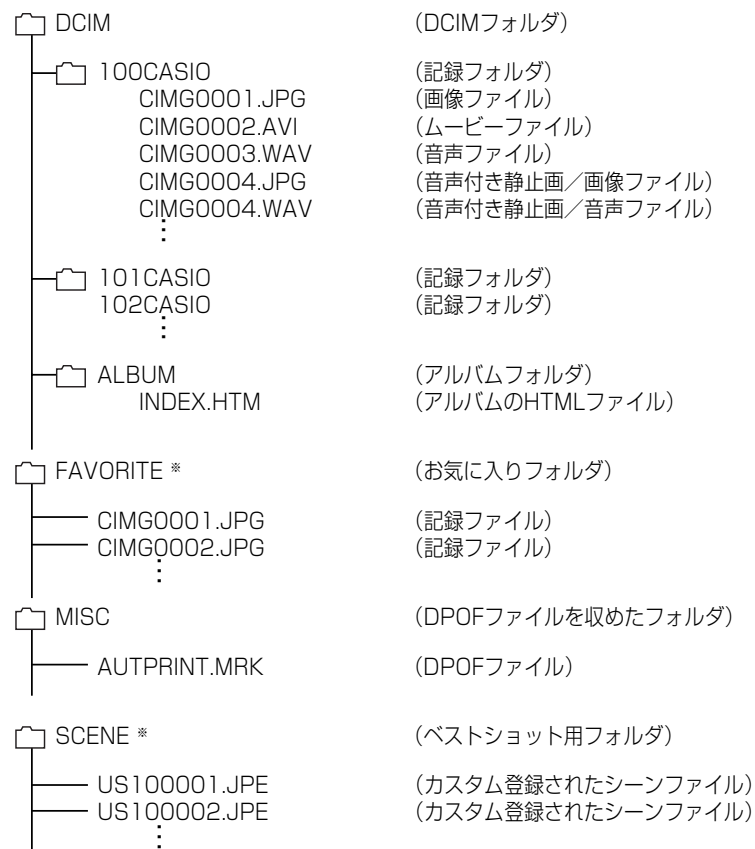 DCIM (DCIMフォルダ)
100CASIO (記録フォルダ)
CIMG0001.JPG (画像ファイル)
CIMG0002.AVI (ムービーファイル)
CIMG0003.WAV (音声ファイル)
CIMG0004.JPG (音声付き静止画／画像ファイル)
CIMG0004.WAV (音声付き静止画／音声ファイル)
101CASIO (記録フォルダ)
102CASIO (記録フォルダ)
ALBUM (アルバムフォルダ)
INDEX.HTM (アルバムのHTMLファイル)
FAVORITE ※ (お気に入りフォルダ)
CIMG0001.JPG (記録ファイル)
CIMG0002.JPG (記録ファイル)
MISC (DPOFファイルを収めたフォルダ)
AUTPRINT.MRK (DPOFファイル)
SCENE ※ (ベストショット用フォルダ)
US100001.JPE (カスタム登録されたシーンファイル)
US100002.JPE (カスタム登録されたシーンファイル)